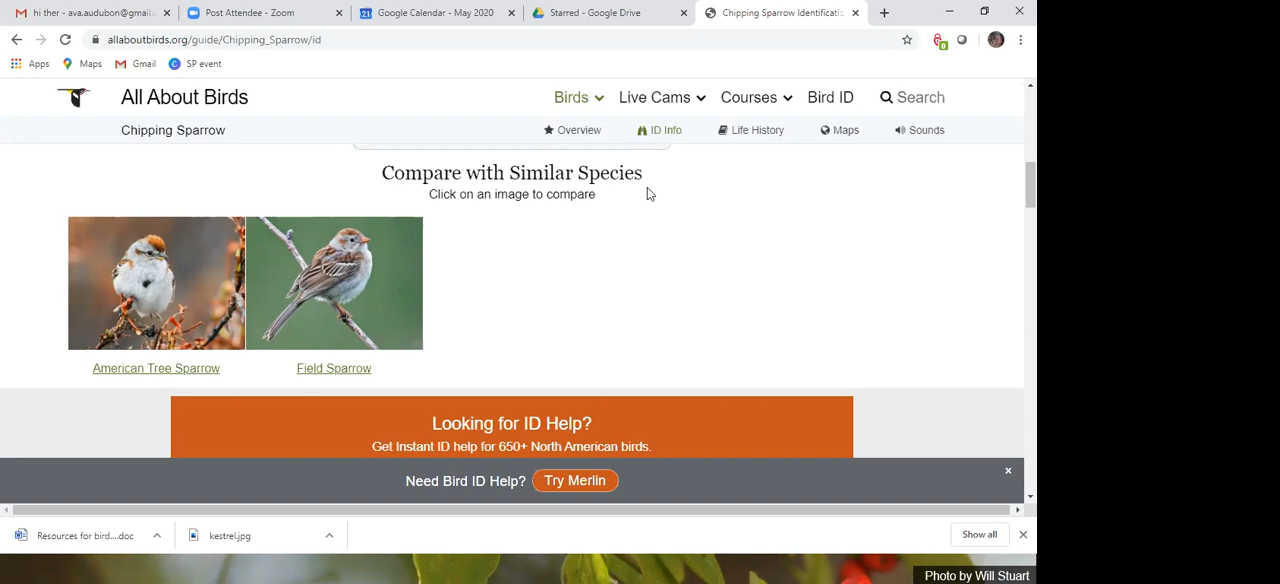 hi ther - ava.audubon@gmail.
Post Attendee - Zoom
Google Calendar - May 2020
Starred - Google Drive
Chipping Sparrow Identificati
allaboutbirds.org/guide/Chipping_Sparrow/id
Apps Maps Gmail SP event
All About Birds
Birds Live Cams Courses Bird ID Search
Chipping Sparrow
Overview ID Info Life History Maps Sounds
Compare with Similar Species
Click on an image to compare
American Tree Sparrow Field Sparrow
Looking for ID Help?
Get Instant ID help for 650+ North American birds.
Need Bird ID Help? Try Merlin
Resources for bird....doc kestrel.jpg Show all
Photo by Will Stuart